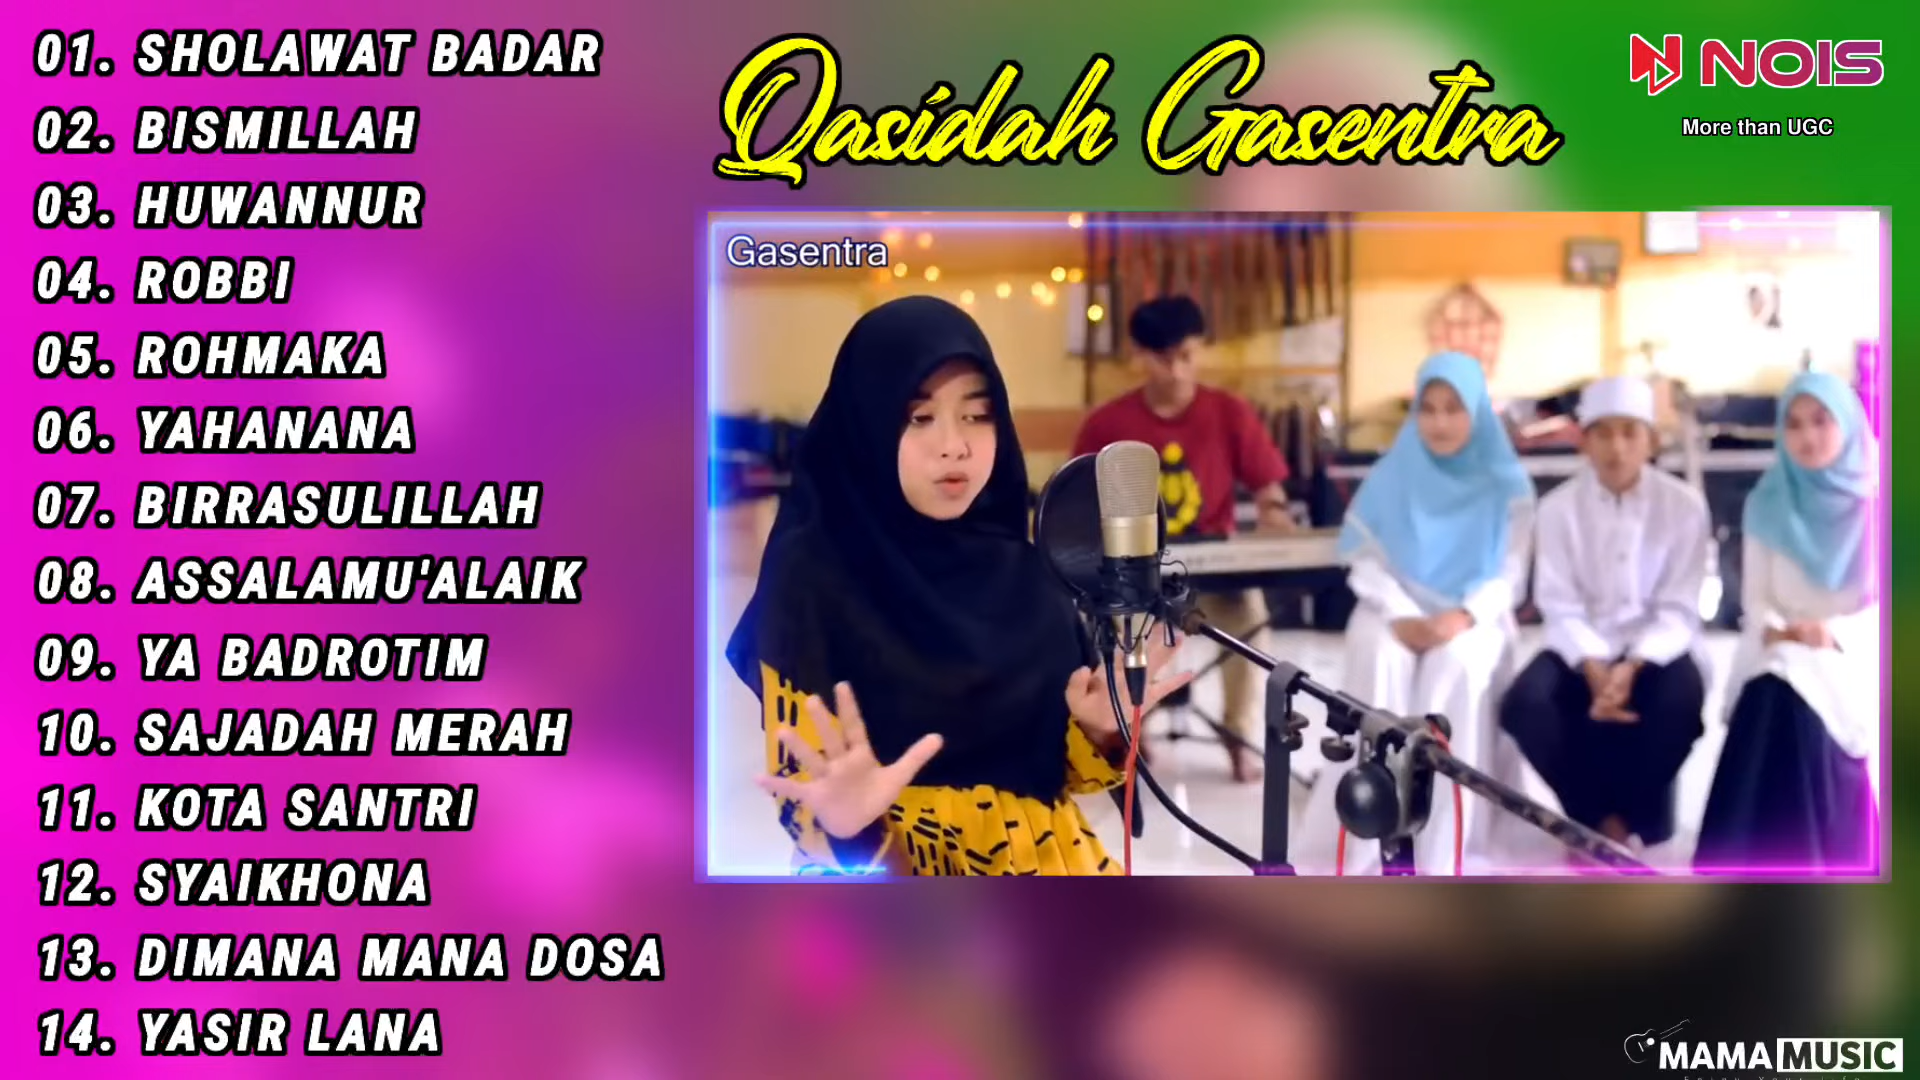 01. SHOLAWAT BADAR
02. BISMILLAH
03. HUWANNUR
04. ROBBI
05. ROHMAKA
06. YAHANANA
07. BIRRASULILLAH
08. ASSALAMU'ALAIK
09. YA BADROTIM
10. SAJADAH MERAH
11. KOTA SANTRI
12. SYAIKHONA
13. DIMANA MANA DOSA
14. YASIR LANA
Qasidah Gasentra
NOIS
More than UGC
Gasentra
MAMA MUSIC